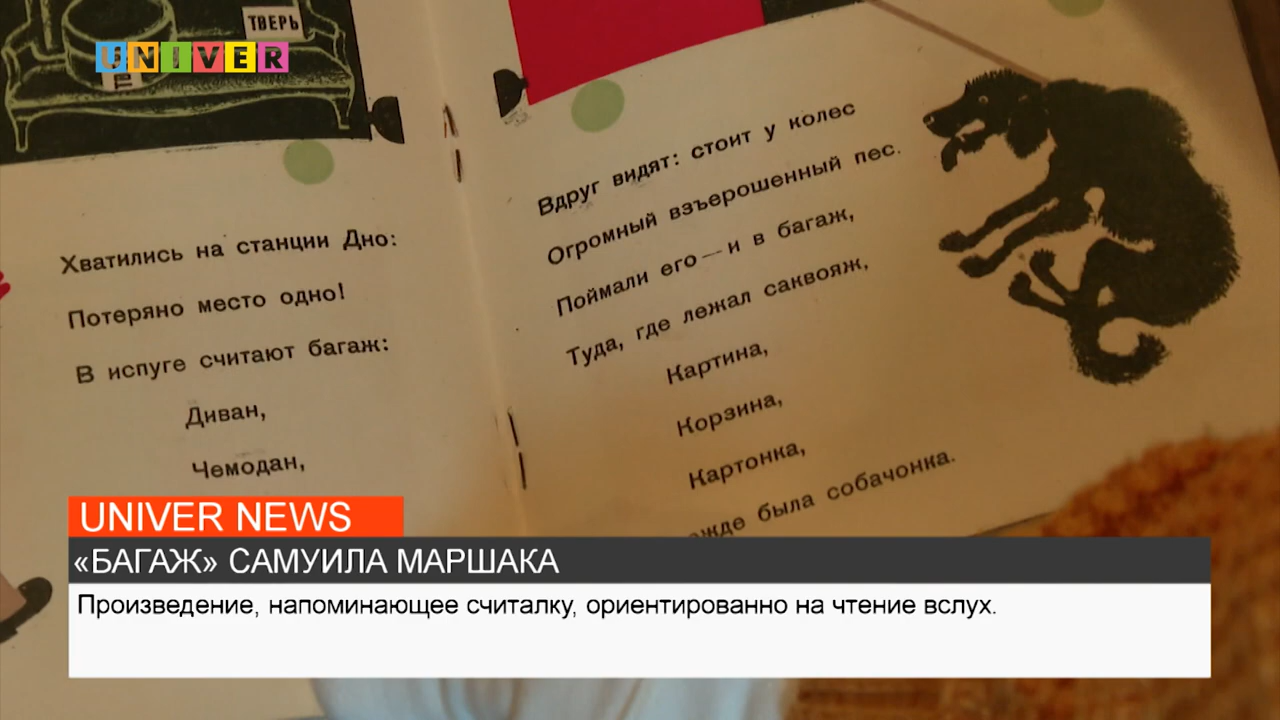 ТВЕРЬ
UNIVER
Хватились на станции Дно:
Потеряно место одно!
В испуге считают багаж:
Диван,
Чемодан,
Вдруг видят: стоит у колес
Огромный взъерошенный пес.
Поймали его — и в багаж,
Туда, где лежал саквояж,
Картина,
Корзина,
Картонка,
была собачонка.
UNIVER NEWS
«БАГАЖ» САМУИЛА МАРШАКА
Произведение, напоминающее считалку, ориентированно на чтение вслух.